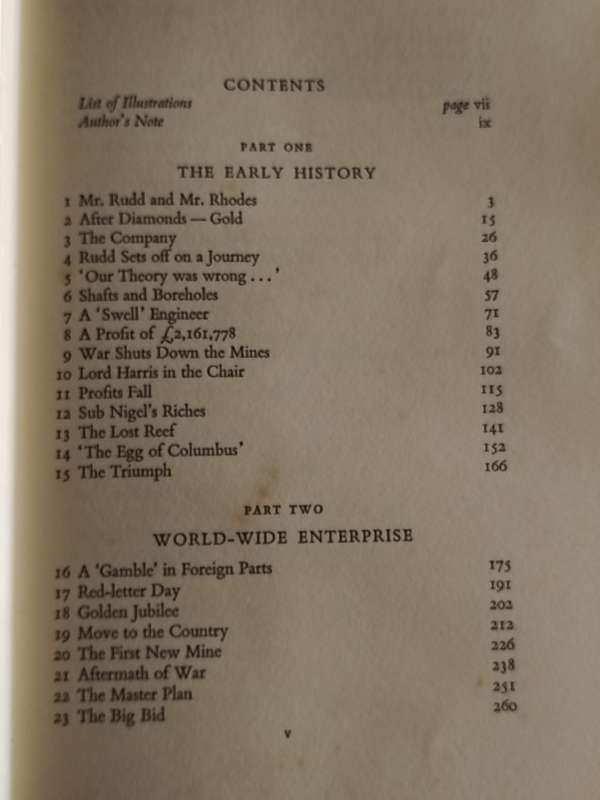 CONTENTS
List of Illustrations page vii
Author's Note ix
PART ONE
THE EARLY HISTORY
1 Mr. Rudd and Mr. Rhodes 3
2 After Diamonds — Gold 15
3 The Company 26
4 Rudd Sets off on a Journey 36
5 'Our Theory was wrong . . .' 48
6 Shafts and Boreholes 57
7 A 'Swell' Engineer 71
8 A Profit of £2,161,778 83
9 War Shuts Down the Mines 91
10 Lord Harris in the Chair 102
11 Profits Fall 115
12 Sub Nigel's Riches 128
13 The Lost Reef 141
14 'The Egg of Columbus' 152
15 The Triumph 166
PART TWO
WORLD-WIDE ENTERPRISE
16 A 'Gamble' in Foreign Parts 175
17 Red-letter Day 191
18 Golden Jubilee 202
19 Move to the Country 212
20 The First New Mine 226
21 Aftermath of War 238
22 The Master Plan 251
23 The Big Bid 260
v